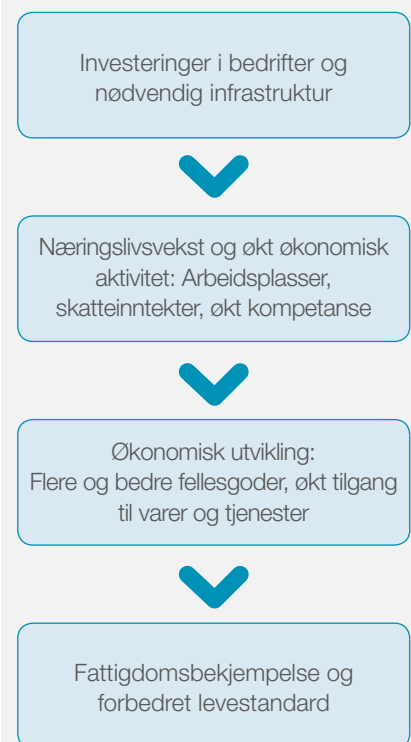 Investeringer i bedrifter og
nødvendig infrastruktur
Næringslivsvekst og økt økonomisk
aktivitet: Arbeidsplasser,
skatteinntekter, økt kompetanse
Økonomisk utvikling:
Flere og bedre fellesgoder, økt tilgang
til varer og tjenester
Fattigdomsbekjempelse og
forbedret levestandard